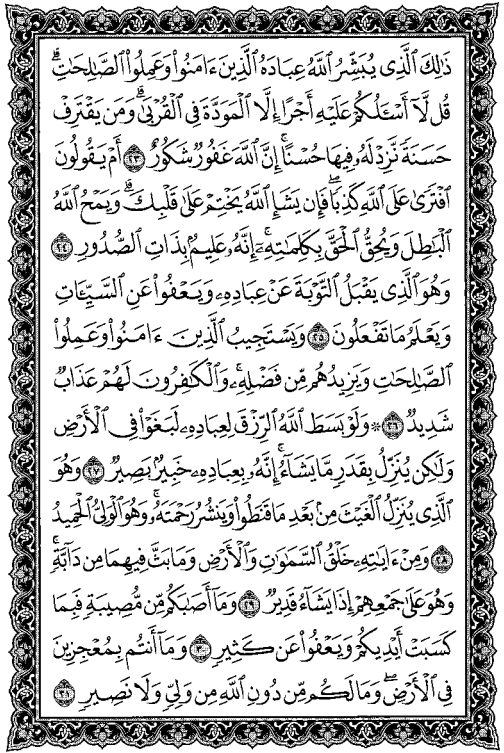 ذَٰلِكَ ٱلَّذِى يُبَشِّرُ ٱللَّهُ عِبَادَهُ ٱلَّذِينَ ءَامَنُوا۟ وَعَمِلُوا۟ ٱلصَّـٰلِحَـٰتِ ۗ
قُل لَّآ أَسْـَٔلُكُمْ عَلَيْهِ أَجْرًا إِلَّا ٱلْمَوَدَّةَ فِى ٱلْقُرْبَىٰ ۗ وَمَن يَقْتَرِفْ
حَسَنَةً نَّزِدْ لَهُۥ فِيهَا حُسْنًا ۚ إِنَّ ٱللَّهَ غَفُورٌ شَكُورٌ ٢٣ أَمْ يَقُولُونَ
ٱفْتَرَىٰ عَلَى ٱللَّهِ كَذِبًا ۖ فَإِن يَشَإِ ٱللَّهُ يَخْتِمْ عَلَىٰ قَلْبِكَ ۗ وَيَمْحُ ٱللَّهُ
ٱلْبَـٰطِلَ وَيُحِقُّ ٱلْحَقَّ بِكَلِمَـٰتِهِۦٓ ۚ إِنَّهُۥ عَلِيمٌۢ بِذَاتِ ٱلصُّدُورِ ٢٤
وَهُوَ ٱلَّذِى يَقْبَلُ ٱلتَّوْبَةَ عَنْ عِبَادِهِۦ وَيَعْفُوا۟ عَنِ ٱلسَّيِّـَٔاتِ
وَيَعْلَمُ مَا تَفْعَلُونَ ٢٥ وَيَسْتَجِيبُ ٱلَّذِينَ ءَامَنُوا۟ وَعَمِلُوا۟
ٱلصَّـٰلِحَـٰتِ وَيَزِيدُهُم مِّن فَضْلِهِۦ ۚ وَٱلْكَـٰفِرُونَ لَهُمْ عَذَابٌ
شَدِيدٌ ٢٦ ۞ وَلَوْ بَسَطَ ٱللَّهُ ٱلرِّزْقَ لِعِبَادِهِۦ لَبَغَوْا۟ فِى ٱلْأَرْضِ
وَلَـٰكِن يُنَزِّلُ بِقَدَرٍ مَّا يَشَآءُ ۚ إِنَّهُۥ بِعِبَادِهِۦ خَبِيرٌۢ بَصِيرٌ ٢٧ وَهُوَ
ٱلَّذِى يُنَزِّلُ ٱلْغَيْثَ مِنۢ بَعْدِ مَا قَنَطُوا۟ وَيَنشُرُ رَحْمَتَهُۥ ۚ وَهُوَ ٱلْوَلِىُّ ٱلْحَمِيدُ
٢٨ وَمِنْ ءَايَـٰتِهِۦ خَلْقُ ٱلسَّمَـٰوَٰتِ وَٱلْأَرْضِ وَمَا بَثَّ فِيهِمَا مِن دَآبَّةٍ ۚ
وَهُوَ عَلَىٰ جَمْعِهِمْ إِذَا يَشَآءُ قَدِيرٌ ٢٩ وَمَآ أَصَـٰبَكُم مِّن مُّصِيبَةٍ فَبِمَا
كَسَبَتْ أَيْدِيكُمْ وَيَعْفُوا۟ عَن كَثِيرٍ ٣٠ وَمَآ أَنتُم بِمُعْجِزِينَ
فِى ٱلْأَرْضِ ۖ وَمَا لَكُم مِّن دُونِ ٱللَّهِ مِن وَلِىٍّ وَلَا نَصِيرٍ ٣١